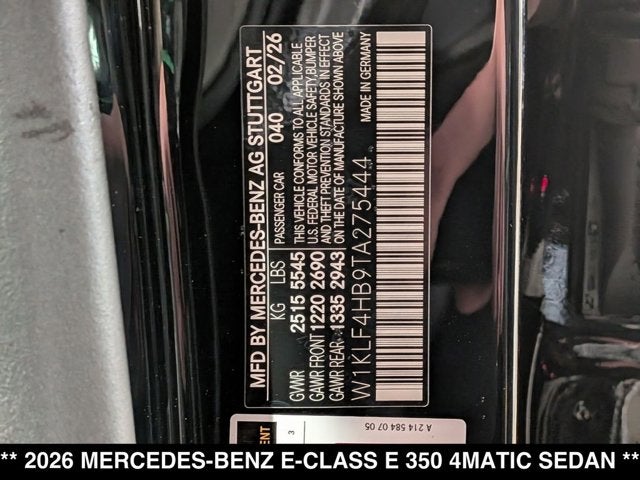 MFD BY MERCEDES-BENZ AG STUTTGART
PASSENGER CAR 040 02/26
KG LBS
GVWR 2515 5545
GAWR FRONT 1220 2690
GAWR REAR 1335 2943
THIS VEHICLE CONFORMS TO ALL APPLICABLE
U.S. FEDERAL MOTOR VEHICLE SAFETY, BUMPER
AND THEFT PREVENTION STANDARDS IN EFFECT
ON THE DATE OF MANUFACTURE SHOWN ABOVE
W1KLF4HB9TA275444
MADE IN GERMANY
3
A 214 584 07 05
** 2026 MERCEDES-BENZ E-CLASS E 350 4MATIC SEDAN **